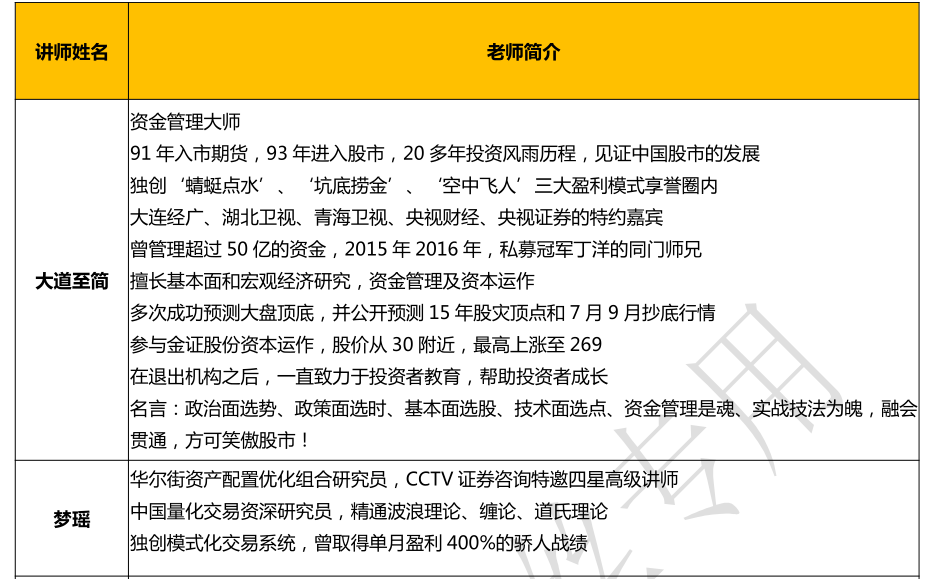 讲师姓名
老师简介
大道至简
资金管理大师
91 年入市期货，93 年进入股市，20 多年投资风雨历程，见证中国股市的发展
独创‘蜻蜓点水’、‘坑底捞金’、‘空中飞人’三大盈利模式享誉圈内
大连经广、湖北卫视、青海卫视、央视财经、央视证券的特约嘉宾
曾管理超过 50 亿的资金，2015 年 2016 年，私募冠军丁洋的同门师兄
擅长基本面和宏观经济研究，资金管理及资本运作
多次成功预测大盘顶底，并公开预测 15 年股灾顶点和 7 月 9 月抄底行情
参与金证股份资本运作，股价从 30 附近，最高上涨至 269
在退出机构之后，一直致力于投资者教育，帮助投资者成长
名言：政治面选势、政策面选时、基本面选股、技术面选点、资金管理是魂、实战技法为魄，融会
贯通，方可笑傲股市！
梦瑶
华尔街资产配置优化组合研究员，CCTV 证券咨询特邀四星高级讲师
中国量化交易资深研究员，精通波浪理论、缠论、道氏理论
独创模式化交易系统，曾取得单月盈利 400%的骄人战绩
专用